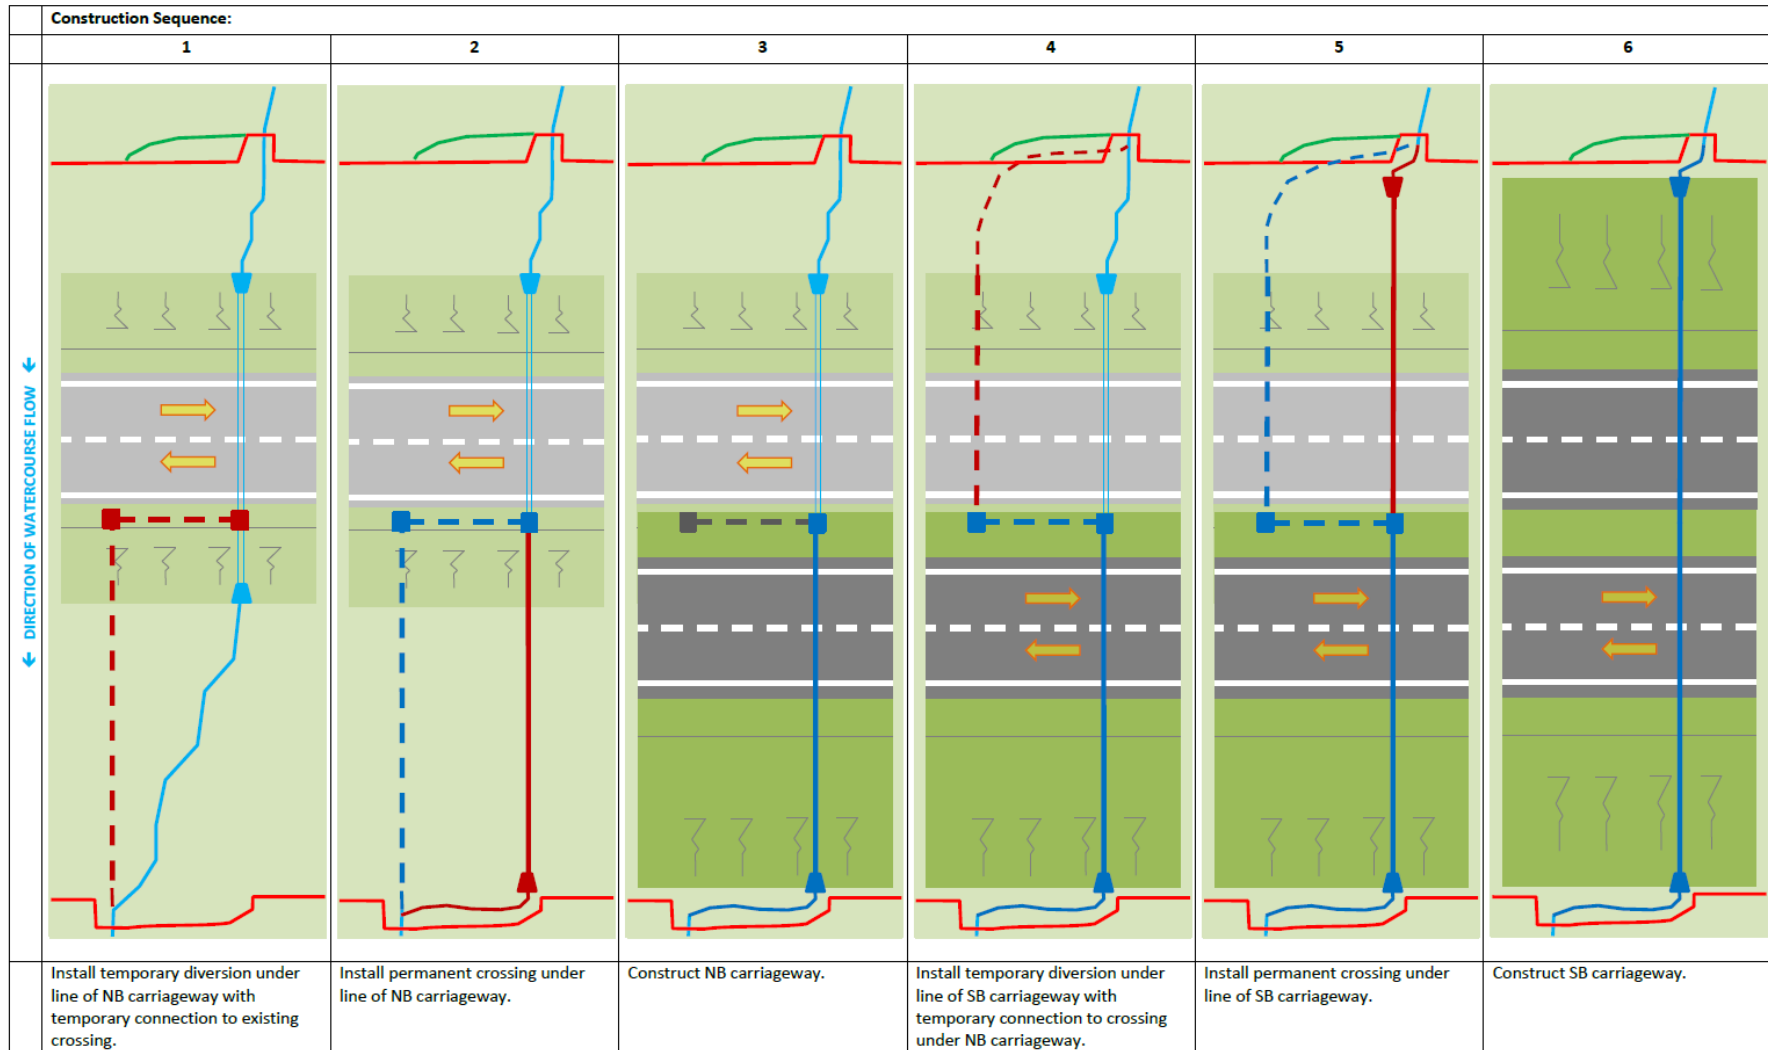 Construction Sequence:
1 2 3 4 5 6
← DIRECTION OF WATERCOURSE FLOW ←
Install temporary diversion under
line of NB carriageway with
temporary connection to existing
crossing.
Install permanent crossing under
line of NB carriageway.
Construct NB carriageway.
Install temporary diversion under
line of SB carriageway with
temporary connection to crossing
under NB carriageway.
Install permanent crossing under
line of SB carriageway.
Construct SB carriageway.